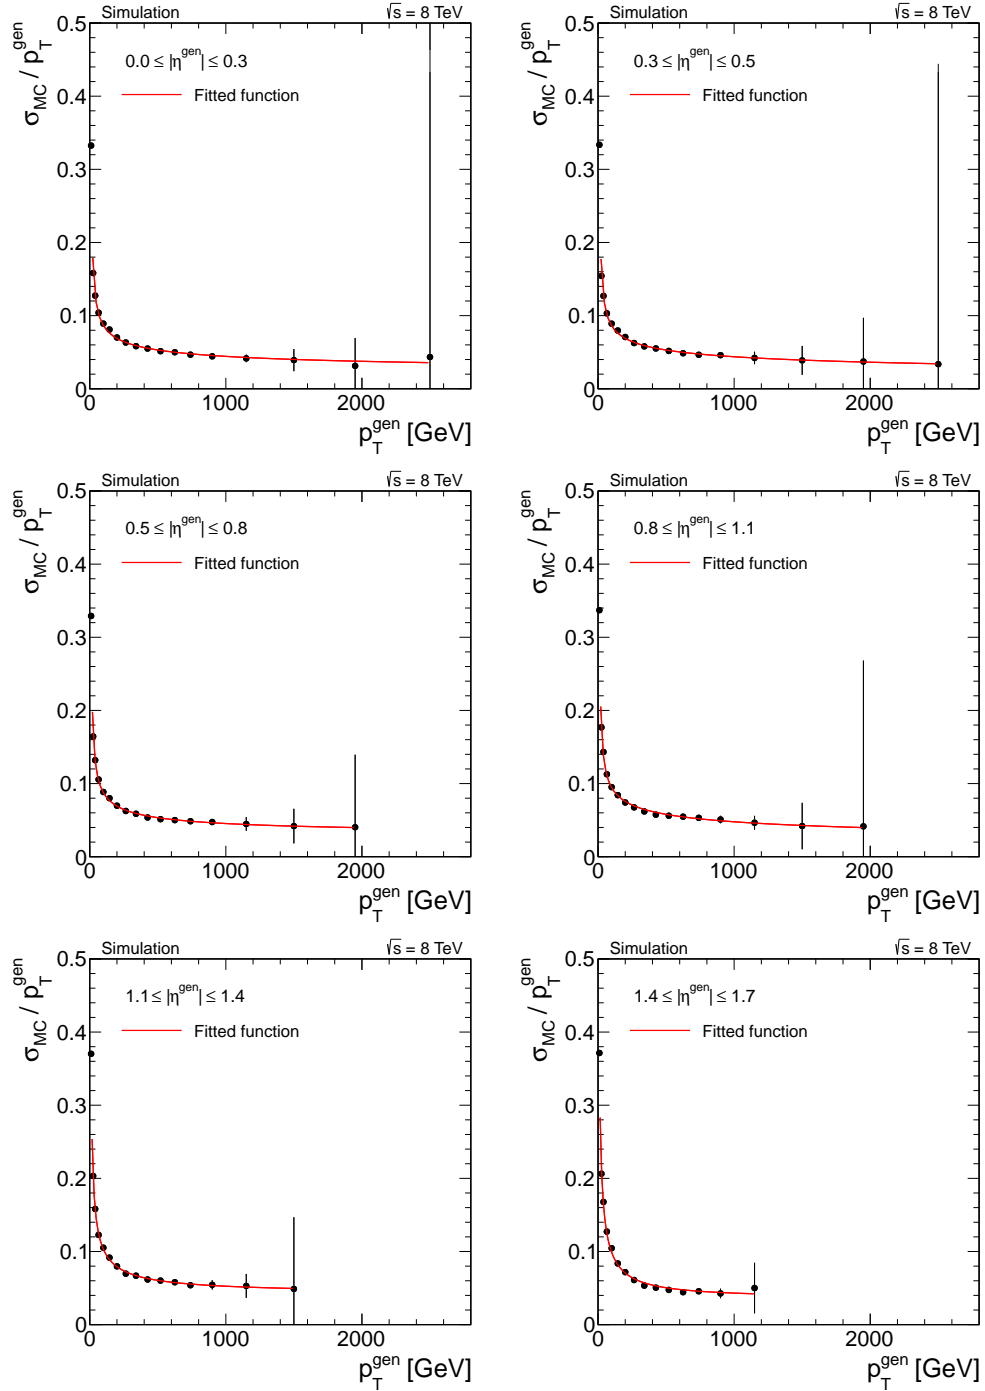 Simulation √s = 8 TeV
σ_MC / p_T^gen
0.0 ≤ |η^gen| ≤ 0.3
Fitted function
0.5
0.4
0.3
0.2
0.1
0
0 1000 2000
p_T^gen [GeV]
Simulation √s = 8 TeV
σ_MC / p_T^gen
0.3 ≤ |η^gen| ≤ 0.5
Fitted function
0.5
0.4
0.3
0.2
0.1
0
0 1000 2000
p_T^gen [GeV]
Simulation √s = 8 TeV
σ_MC / p_T^gen
0.5 ≤ |η^gen| ≤ 0.8
Fitted function
0.5
0.4
0.3
0.2
0.1
0
0 1000 2000
p_T^gen [GeV]
Simulation √s = 8 TeV
σ_MC / p_T^gen
0.8 ≤ |η^gen| ≤ 1.1
Fitted function
0.5
0.4
0.3
0.2
0.1
0
0 1000 2000
p_T^gen [GeV]
Simulation √s = 8 TeV
σ_MC / p_T^gen
1.1 ≤ |η^gen| ≤ 1.4
Fitted function
0.5
0.4
0.3
0.2
0.1
0
0 1000 2000
p_T^gen [GeV]
Simulation √s = 8 TeV
σ_MC / p_T^gen
1.4 ≤ |η^gen| ≤ 1.7
Fitted function
0.5
0.4
0.3
0.2
0.1
0
0 1000 2000
p_T^gen [GeV]